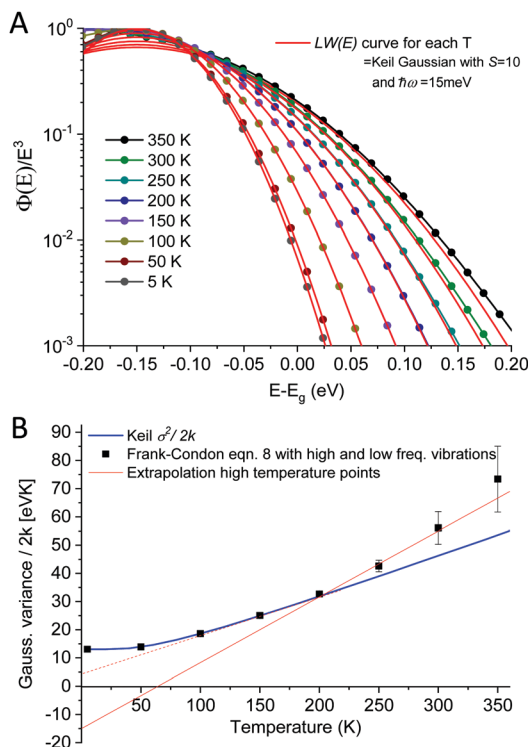 A
LW(E) curve for each T
=Keil Gaussian with S=10
and ħω =15meV
350 K
300 K
250 K
200 K
150 K
100 K
50 K
5 K
Φ(E)/E³
10⁰
10⁻¹
10⁻²
10⁻³
-0.20 -0.15 -0.10 -0.05 0.00 0.05 0.10 0.15 0.20
E-Eg (eV)
B
Keil σ²/ 2k
Frank-Condon eqn. 8 with high and low freq. vibrations
Extrapolation high temperature points
Gauss. variance / 2k [eVK]
90
80
70
60
50
40
30
20
10
0
-10
-20
0 50 100 150 200 250 300 350
Temperature (K)